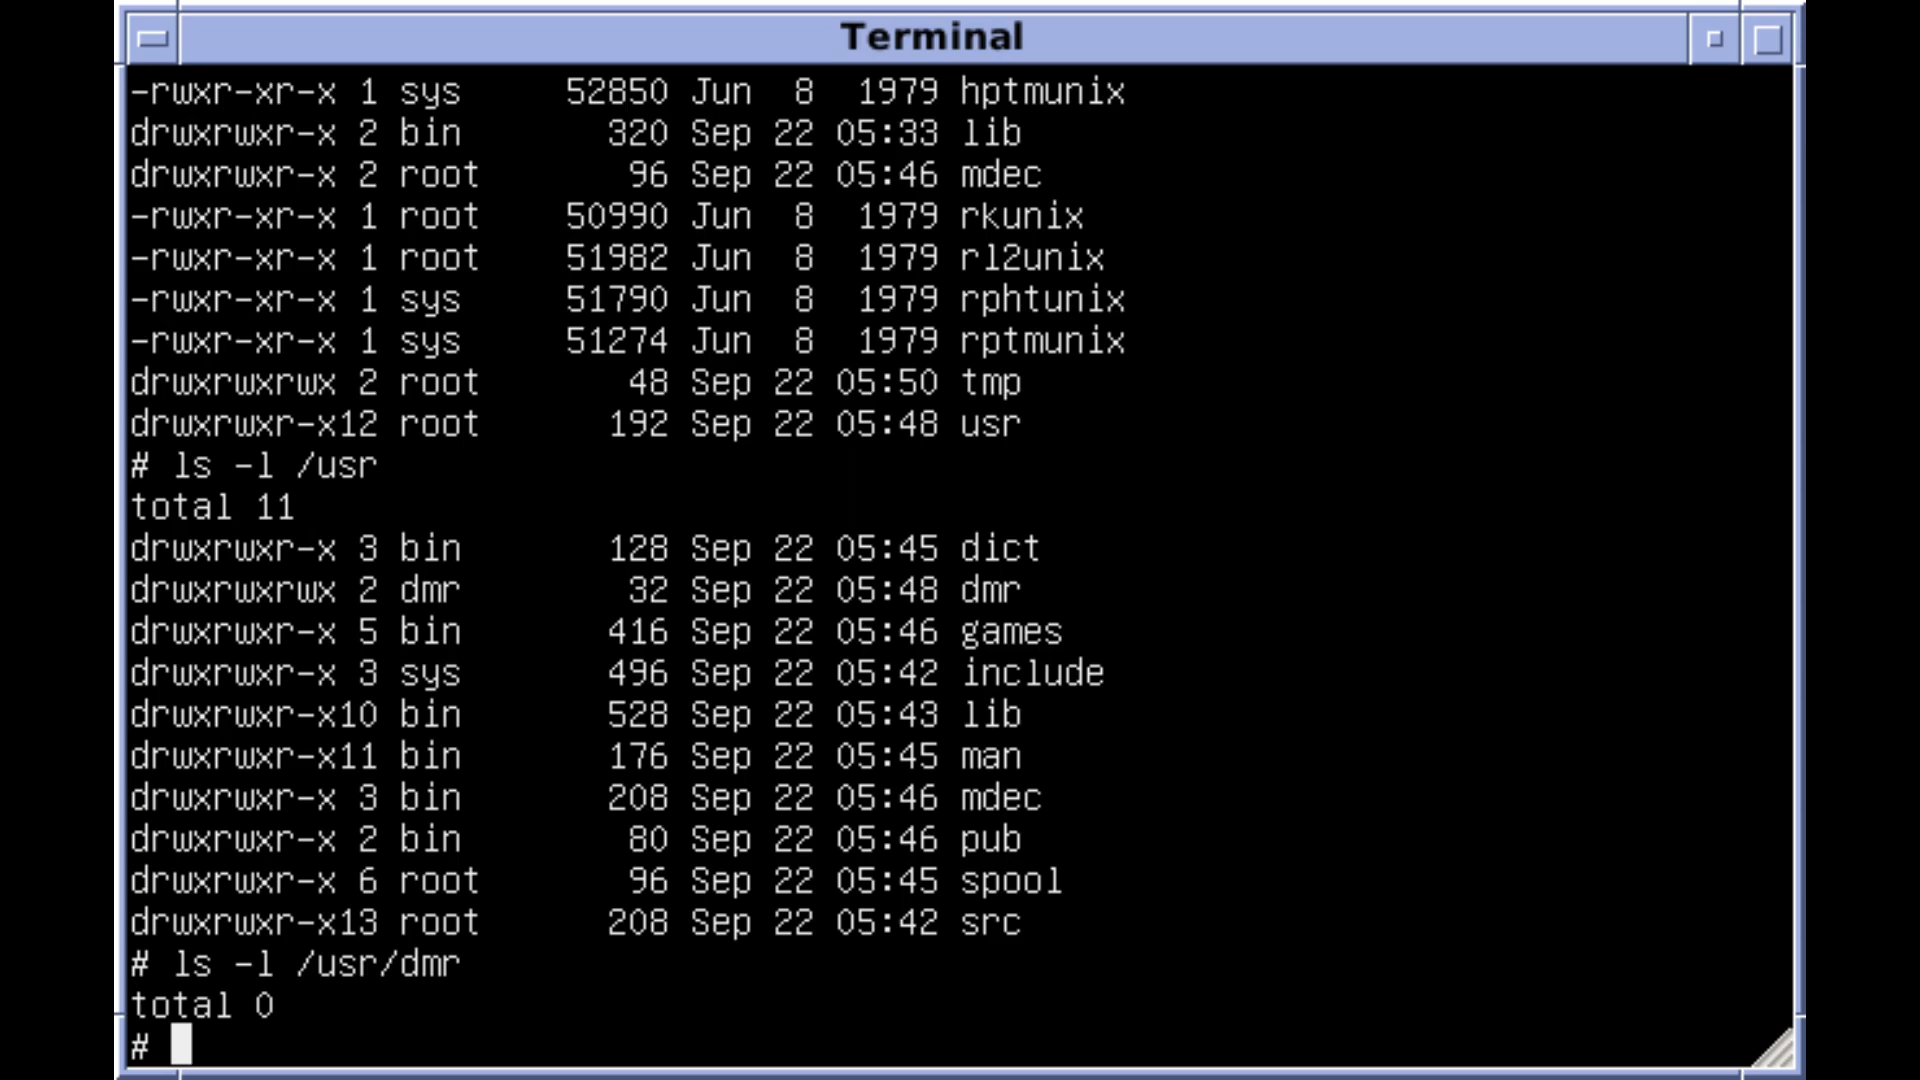 Terminal
-rwxr-xr-x 1 sys     52850 Jun  8  1979 hptmunix
drwxrwxr-x 2 bin       320 Sep 22 05:33 lib
drwxrwxr-x 2 root       96 Sep 22 05:46 mdec
-rwxr-xr-x 1 root    50990 Jun  8  1979 rkunix
-rwxr-xr-x 1 root    51982 Jun  8  1979 rl2unix
-rwxr-xr-x 1 sys     51790 Jun  8  1979 rphtunix
-rwxr-xr-x 1 sys     51274 Jun  8  1979 rptmunix
drwxrwxrwx 2 root       48 Sep 22 05:50 tmp
drwxrwxr-x12 root      192 Sep 22 05:48 usr
# ls -l /usr
total 11
drwxrwxr-x 3 bin       128 Sep 22 05:45 dict
drwxrwxrwx 2 dmr        32 Sep 22 05:48 dmr
drwxrwxr-x 5 bin       416 Sep 22 05:46 games
drwxrwxr-x 3 sys       496 Sep 22 05:42 include
drwxrwxr-x10 bin       528 Sep 22 05:43 lib
drwxrwxr-x11 bin       176 Sep 22 05:45 man
drwxrwxr-x 3 bin       208 Sep 22 05:46 mdec
drwxrwxr-x 2 bin        80 Sep 22 05:46 pub
drwxrwxr-x 6 root       96 Sep 22 05:45 spool
drwxrwxr-x13 root      208 Sep 22 05:42 src
# ls -l /usr/dmr
total 0
#